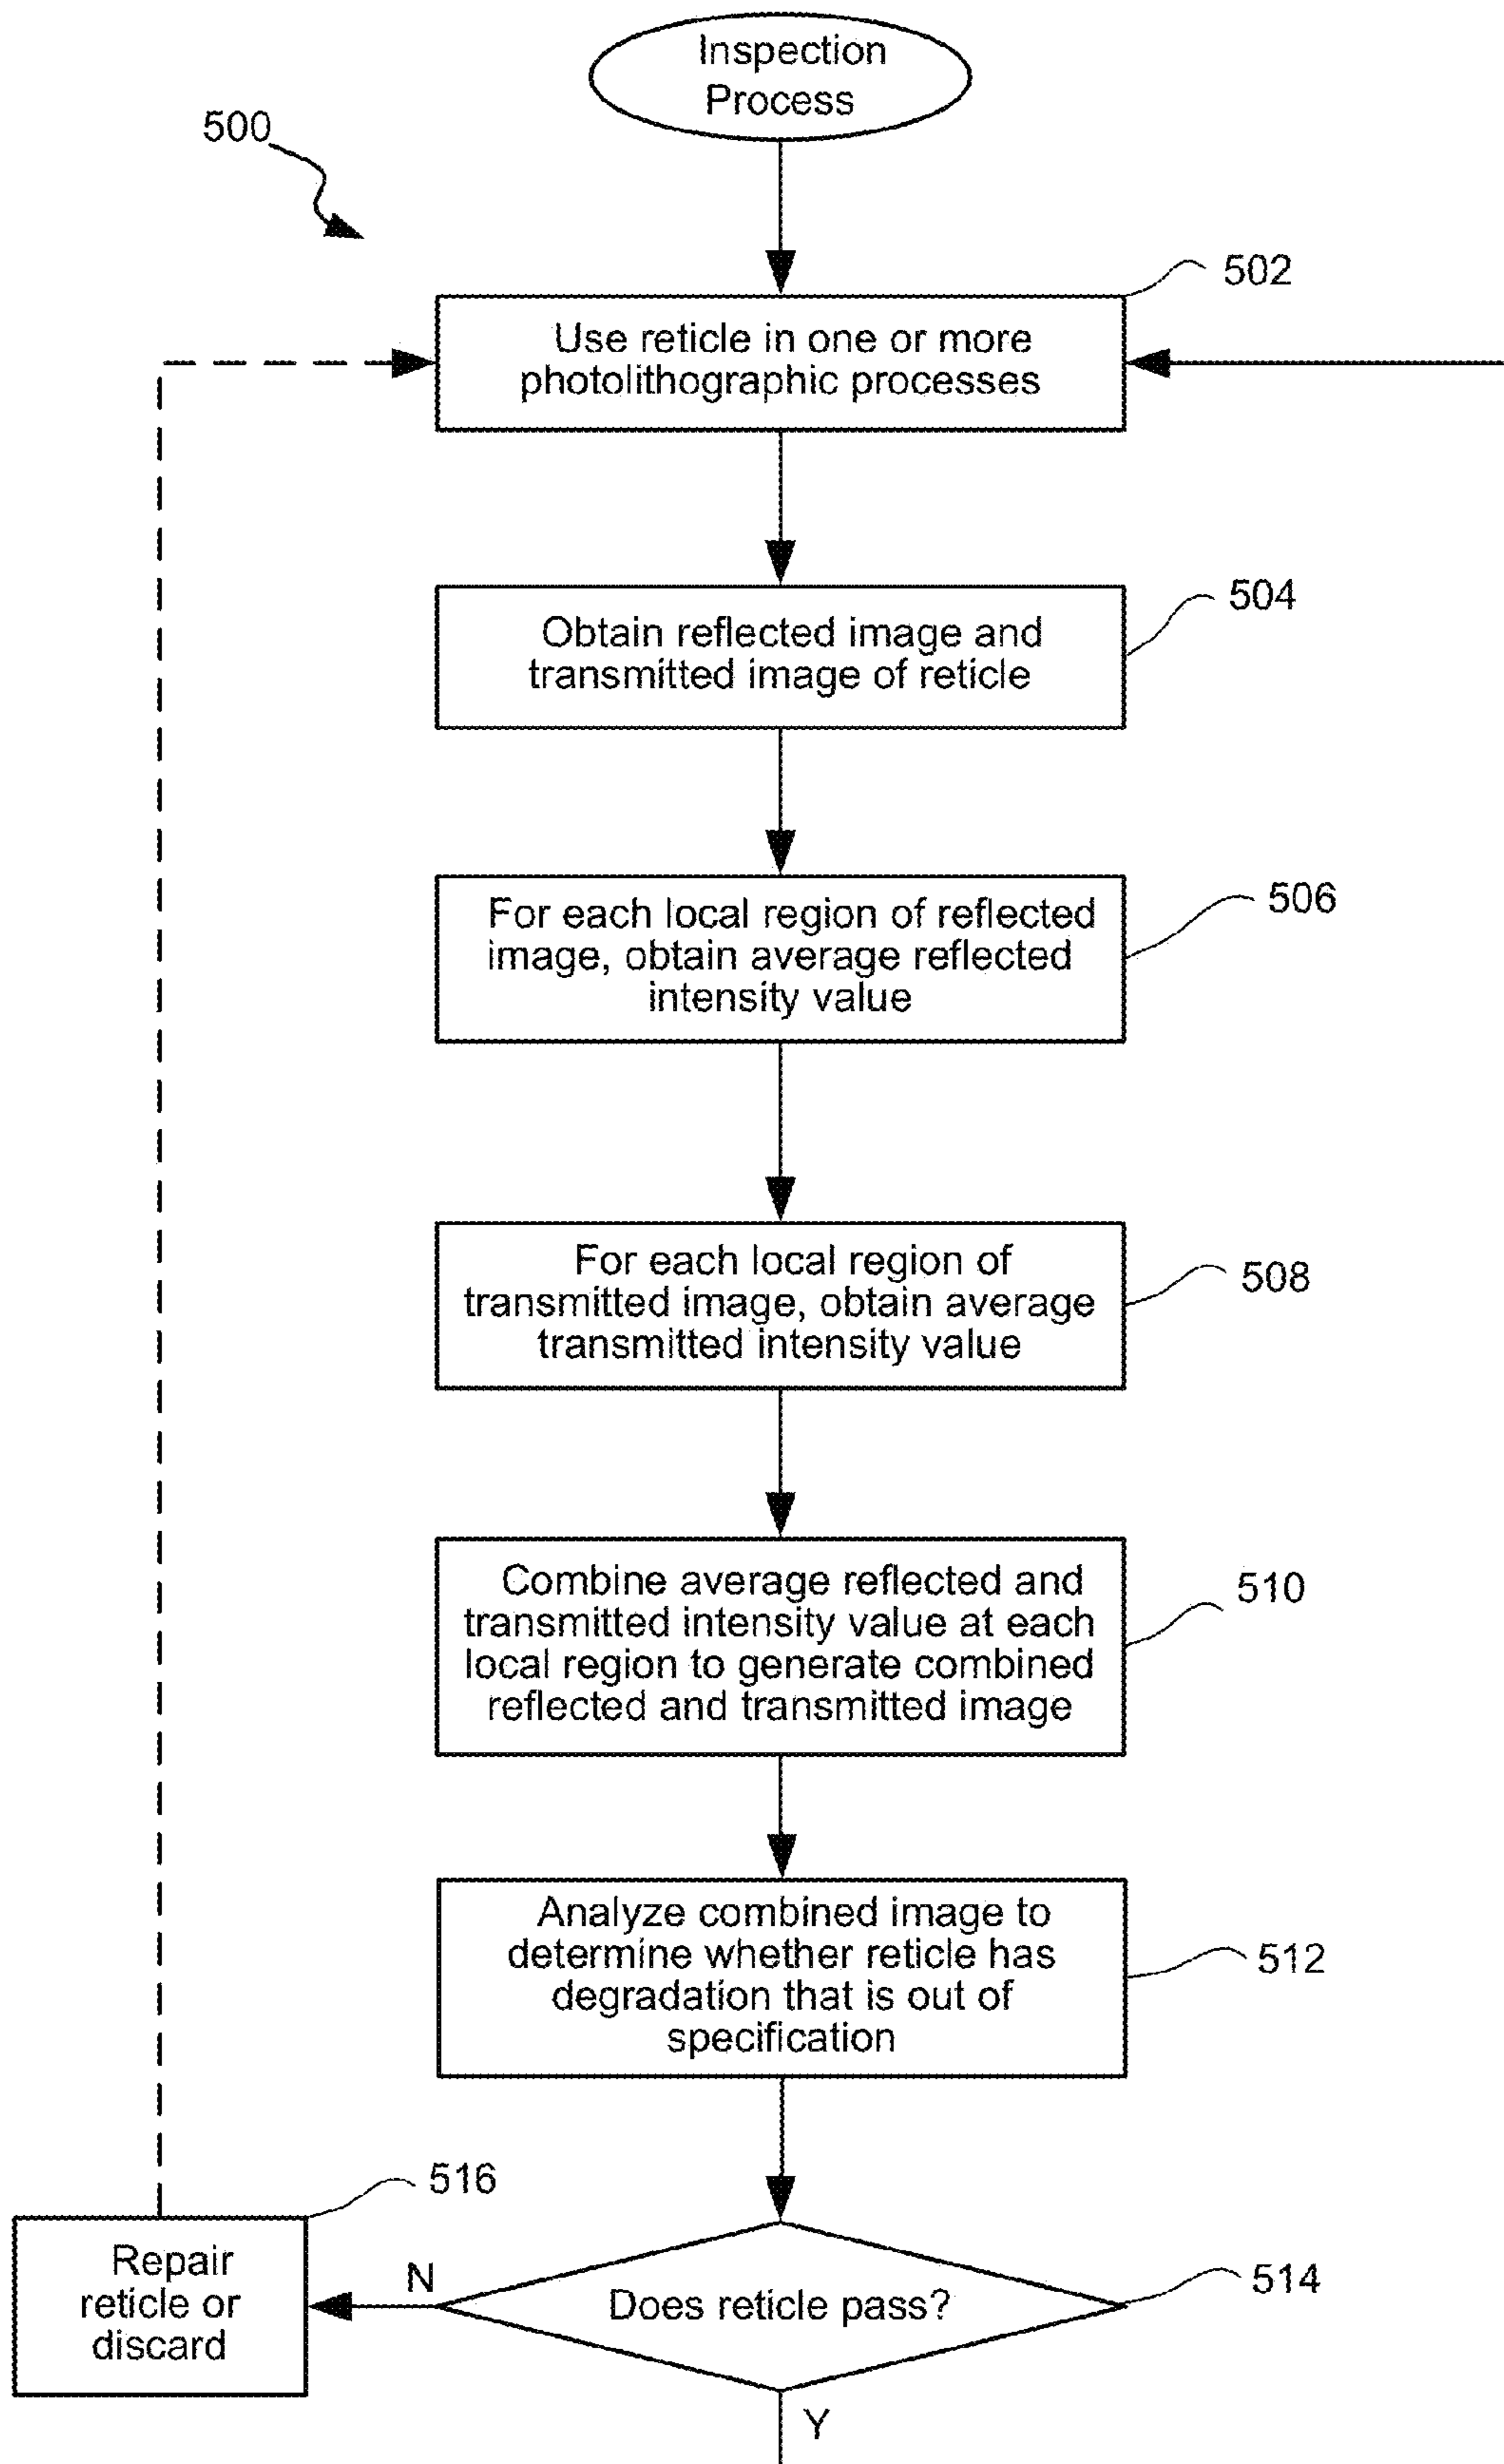 Inspection
Process
500
502
Use reticle in one or more
photolithographic processes
504
Obtain reflected image and
transmitted image of reticle
506
For each local region of reflected
image, obtain average reflected
intensity value
508
For each local region of
transmitted image, obtain average
transmitted intensity value
510
Combine average reflected and
transmitted intensity value at each
local region to generate combined
reflected and transmitted image
512
Analyze combined image to
determine whether reticle has
degradation that is out of
specification
516
Repair
reticle or
discard
N
Does reticle pass?
514
Y